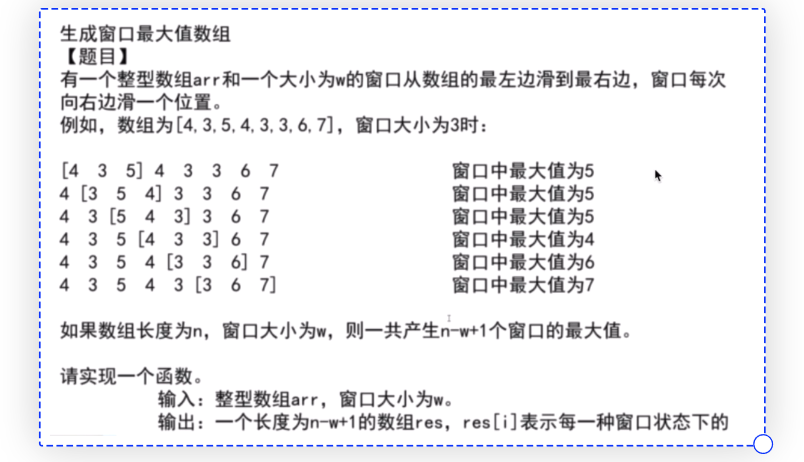 生成窗口最大值数组
【题目】
有一个整型数组arr和一个大小为w的窗口从数组的最左边滑到最右边，窗口每次
向右边滑一个位置。
例如，数组为[4,3,5,4,3,3,6,7]，窗口大小为3时：
[4 3 5] 4 3 3 6 7 窗口中最大值为5
4 [3 5 4] 3 3 6 7 窗口中最大值为5
4 3 [5 4 3] 3 6 7 窗口中最大值为5
4 3 5 [4 3 3] 6 7 窗口中最大值为4
4 3 5 4 [3 3 6] 7 窗口中最大值为6
4 3 5 4 3 [3 6 7] 窗口中最大值为7
如果数组长度为n，窗口大小为w，则一共产生n-w+1个窗口的最大值。
请实现一个函数。
输入：整型数组arr，窗口大小为w。
输出：一个长度为n-w+1的数组res，res[i]表示每一种窗口状态下的